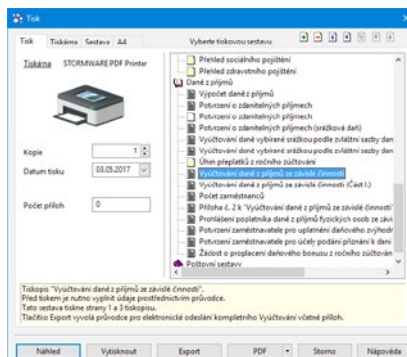 Tisk
Tisk Tiskárna Sestava A4
Vyberte tiskovou sestavu
Tiskárna STORMWARE PDF Printer
Kopie 1
Datum tisku 03.05.2017
Počet příloh 0
Přehled sociálního pojištění
Přehled zdravotního pojištění
Daně z příjmů
Výpočet daně z příjmů
Potvrzení o zdanitelných příjmech
Potvrzení o zdanitelných příjmech
Potvrzení o zdanitelných příjmech (srážková daň)
Vyúčtování daně vybírané srážkou podle zvláštní sazby dan
Vyúčtování daně vybírané srážkou podle zvláštní sazby dan
Úhrn přeplatků z ročního zúčtování
Vyúčtování daně z příjmů ze závislé činnosti
Vyúčtování daně z příjmů ze závislé činnosti (Část I.)
Počet zaměstnanců
Příloha č. 2 k "Vyúčtování daně z příjmů ze závislé činnosti"
Prohlášení poplatníka daně z příjmů fyzických osob ze závi
Potvrzení zaměstnavatele pro uplatnění daňového zvýhodn
Potvrzení zaměstnavatele pro účely podání přiznání k dani
Žádost o proplacení daňového bonusu z ročního zúčtován
Poštovní sestavy
Tiskopis "Vyúčtování daně z příjmů ze závislé činnosti".
Před tiskem je nutno vyplnit údaje prostřednictvím průvodce.
Tato sestava tiskne strany 1 a 3 tiskopisu.
Tlačítko Export vyvolá průvodce pro elektronické odeslání kompletního Vyúčtování včetně příloh.
Náhled Vytisknout Export PDF Storno Nápověda